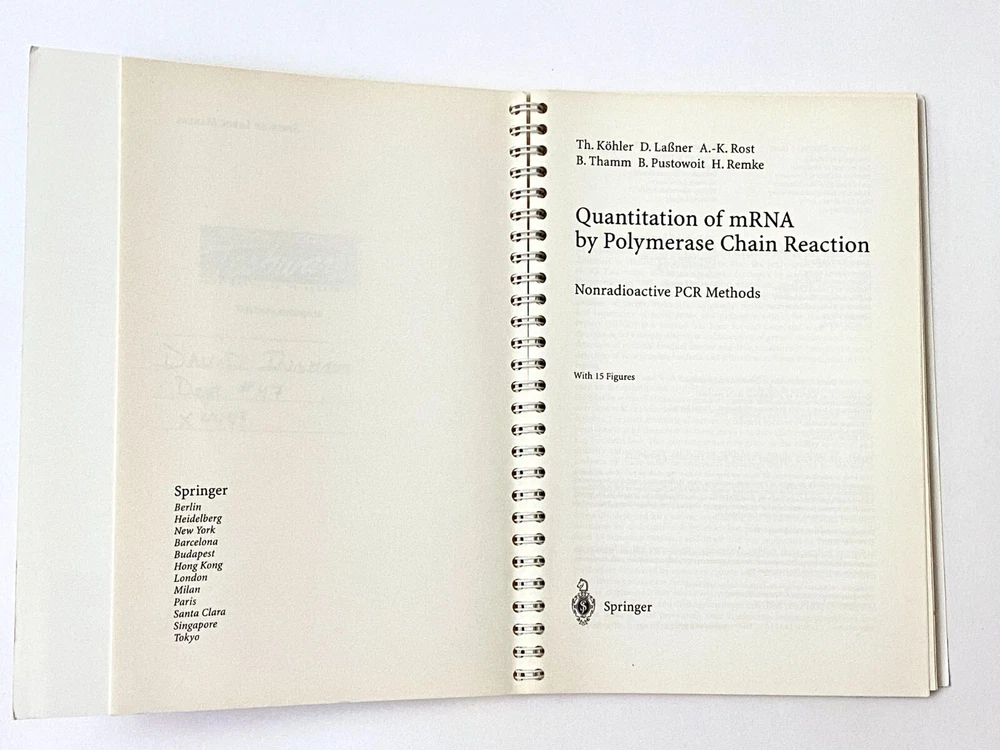 Springer
Berlin
Heidelberg
New York
Barcelona
Budapest
Hong Kong
London
Milan
Paris
Santa Clara
Singapore
Tokyo
Th. Köhler D. Laßner A.-K. Rost
B. Thamm B. Pustowoit H. Remke
Quantitation of mRNA
by Polymerase Chain Reaction
Nonradioactive PCR Methods
With 15 Figures
Springer